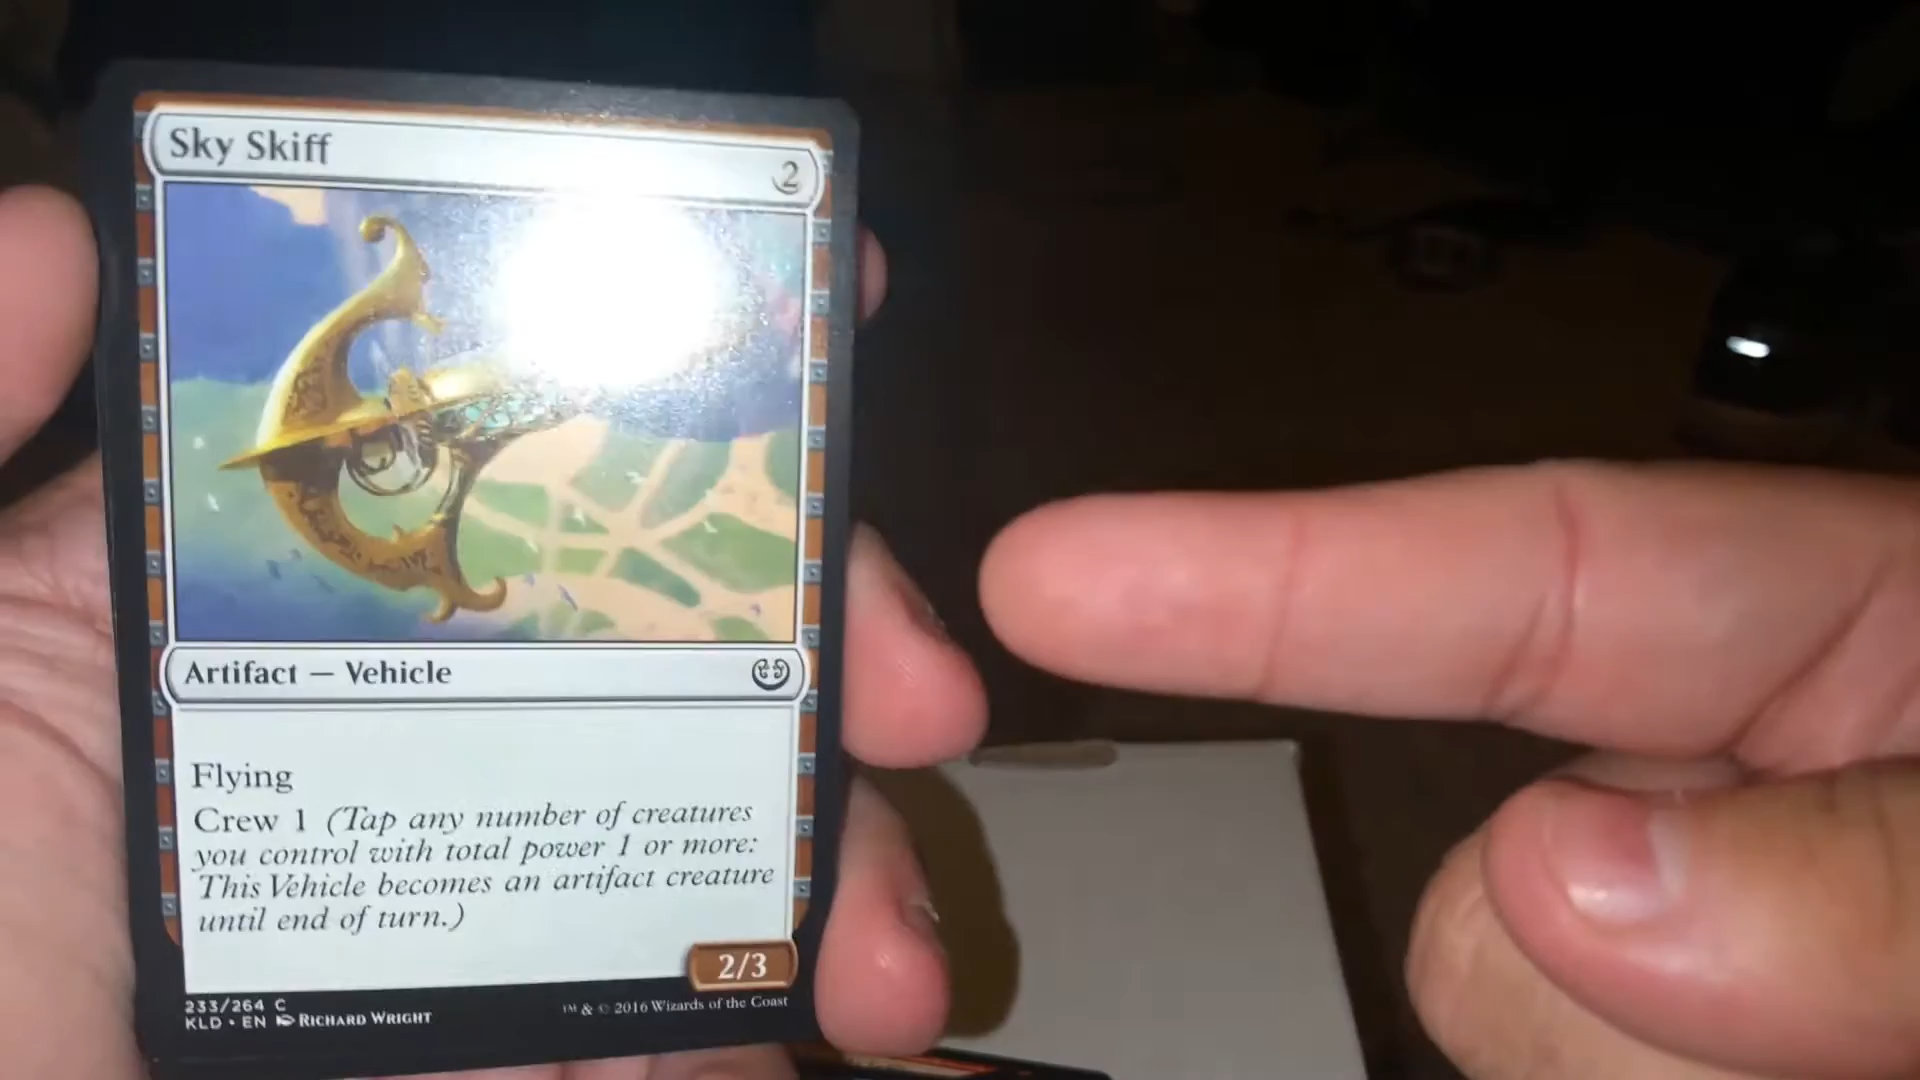 Sky Skiff
2
Artifact — Vehicle
Flying
Crew 1 (Tap any number of creatures
you control with total power 1 or more:
This Vehicle becomes an artifact creature
until end of turn.)
2/3
233/264 C
KLD • EN RICHARD WRIGHT
™ & © 2016 Wizards of the Coast